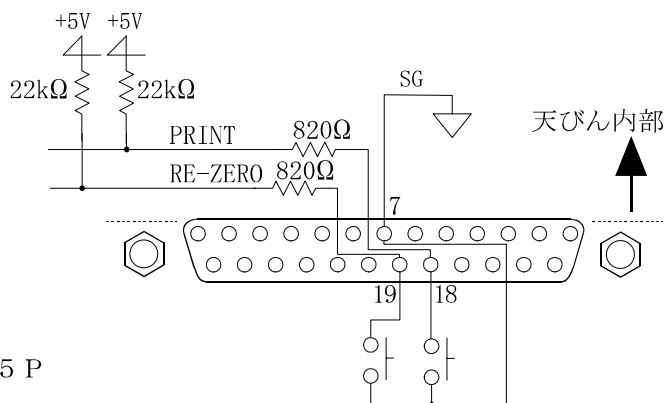 +5V +5V
22kΩ 22kΩ
SG
天びん内部
PRINT 820Ω
RE-ZERO 820Ω
7
19 18
5 P